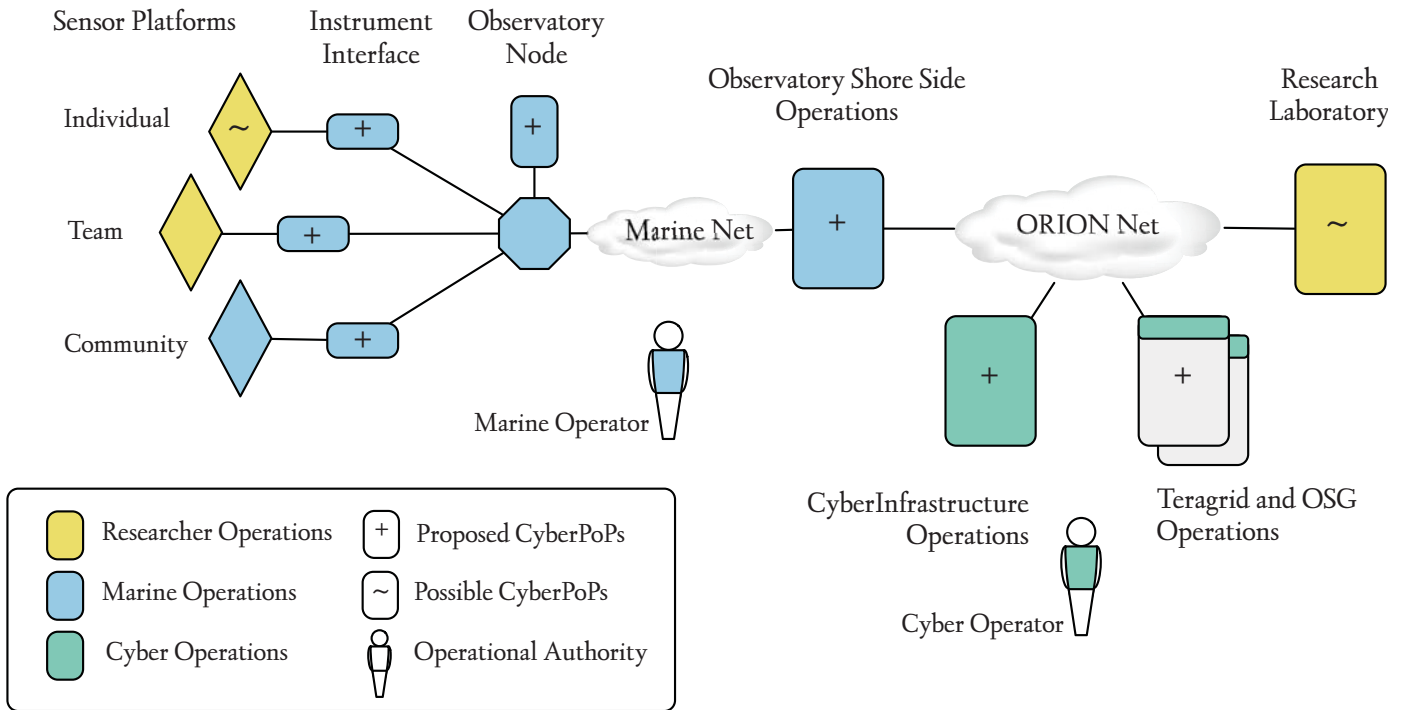 Sensor Platforms
Instrument
Interface
Observatory
Node
Observatory Shore Side
Operations
Research
Laboratory
Individual
~
+
+
Team
+
Marine Net
+
ORION Net
~
Community
+
+
+
Marine Operator
CyberInfrastructure
Operations
Teragrid and OSG
Operations
Cyber Operator
Researcher Operations
+ Proposed CyberPoPs
Marine Operations
~ Possible CyberPoPs
Cyber Operations
Operational Authority